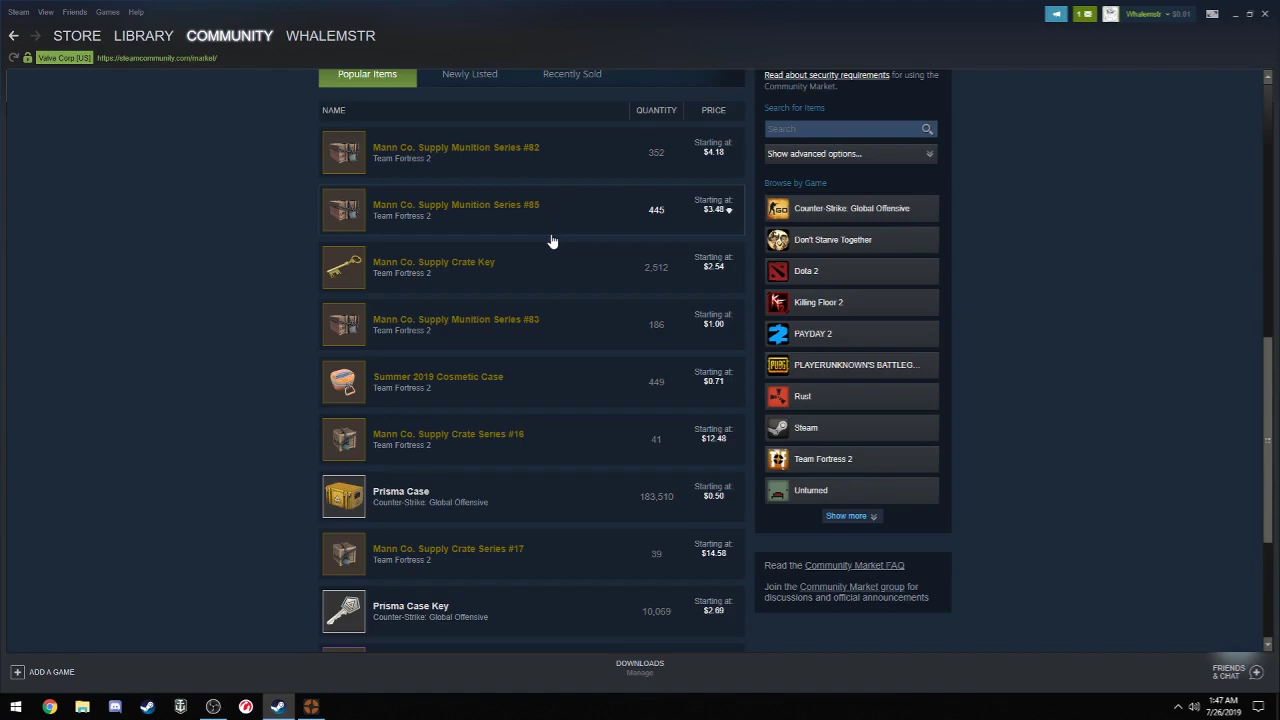 Steam View Friends Games Help
1
Whalemstr $0.81
STORE LIBRARY COMMUNITY WHALEMSTR
Valve Corp [US] https://steamcommunity.com/market/
Popular Items Newly Listed Recently Sold
NAME QUANTITY PRICE
Mann Co. Supply Munition Series #82
Team Fortress 2
352
Starting at:
$4.18
Mann Co. Supply Munition Series #85
Team Fortress 2
445
Starting at:
$3.48
Mann Co. Supply Crate Key
Team Fortress 2
2,512
Starting at:
$2.54
Mann Co. Supply Munition Series #83
Team Fortress 2
186
Starting at:
$1.00
Summer 2019 Cosmetic Case
Team Fortress 2
449
Starting at:
$0.71
Mann Co. Supply Crate Series #16
Team Fortress 2
41
Starting at:
$12.48
Prisma Case
Counter-Strike: Global Offensive
183,510
Starting at:
$0.50
Mann Co. Supply Crate Series #17
Team Fortress 2
39
Starting at:
$14.58
Prisma Case Key
Counter-Strike: Global Offensive
10,059
Starting at:
$2.69
Read about security requirements for using the
Community Market.
Search for Items
Search
Show advanced options...
Browse by Game
Counter-Strike: Global Offensive
Don't Starve Together
Dota 2
Killing Floor 2
PAYDAY 2
PLAYERUNKNOWN'S BATTLEG...
Rust
Steam
Team Fortress 2
Unturned
Show more
Read the Community Market FAQ
Join the Community Market group for
discussions and official announcements
ADD A GAME
DOWNLOADS
Manage
FRIENDS
& CHAT
1:47 AM
7/26/2019